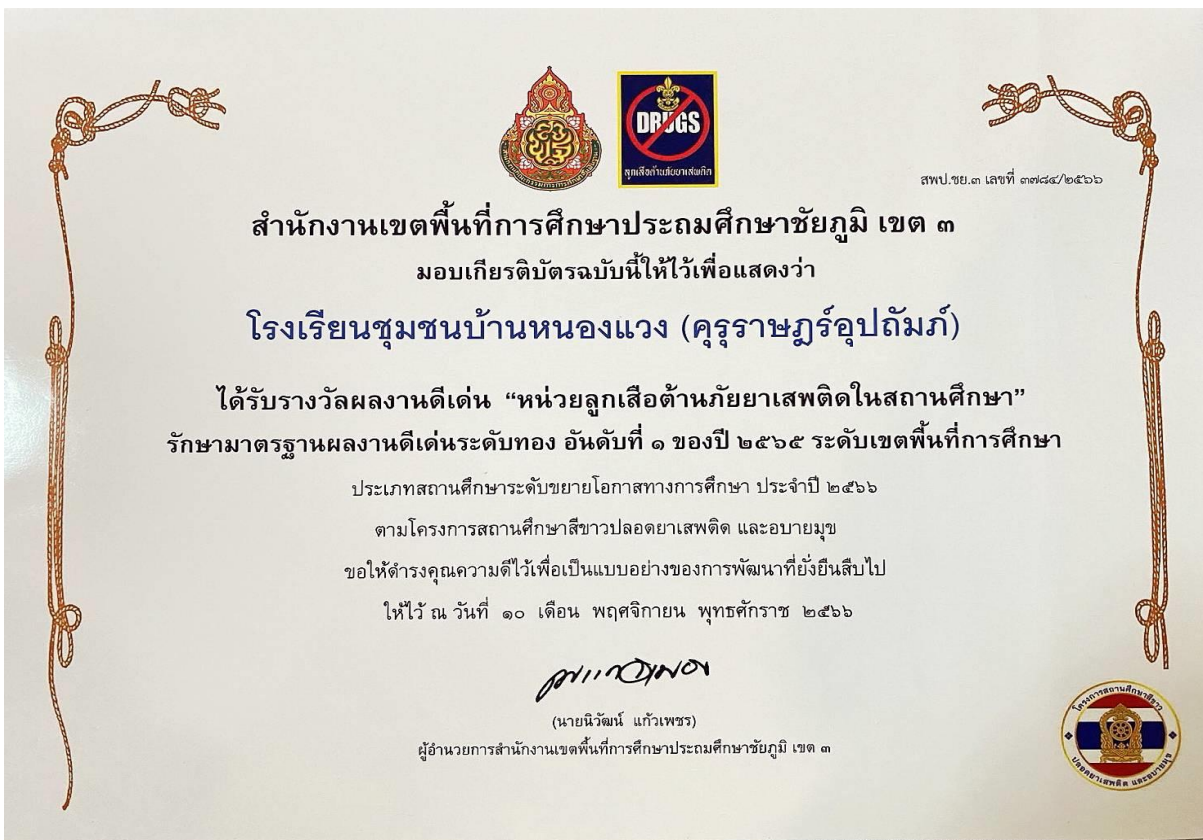 DRUGS
ลูกเสือต้านภัยยาเสพติด
สพป.ชย.๓ เลขที่ ๓๗๘๔/๒๕๖๖
สำนักงานเขตพื้นที่การศึกษาประถมศึกษาชัยภูมิ เขต ๓
มอบเกียรติบัตรฉบับนี้ให้ไว้เพื่อแสดงว่า
โรงเรียนชุมชนบ้านหนองแวง (คุรุราษฎร์อุปถัมภ์)
ได้รับรางวัลผลงานดีเด่น “หน่วยลูกเสือต้านภัยยาเสพติดในสถานศึกษา”
รักษามาตรฐานผลงานดีเด่นระดับทอง อันดับที่ ๑ ของปี ๒๕๖๕ ระดับเขตพื้นที่การศึกษา
ประเภทสถานศึกษาระดับขยายโอกาสทางการศึกษา ประจำปี ๒๕๖๖
ตามโครงการสถานศึกษาสีขาวปลอดยาเสพติด และอบายมุข
ขอให้ดำรงคุณความดีไว้เพื่อเป็นแบบอย่างของการพัฒนาที่ยั่งยืนสืบไป
ให้ไว้ ณ วันที่ ๑๐ เดือน พฤศจิกายน พุทธศักราช ๒๕๖๖
(นายนิวัฒน์ แก้วเพชร)
ผู้อำนวยการสำนักงานเขตพื้นที่การศึกษาประถมศึกษาชัยภูมิ เขต ๓
โครงการสถานศึกษาสีขาว
ปลอดยาเสพติด และอบายมุข